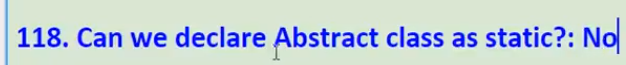 118. Can we declare Abstract class as static?: No